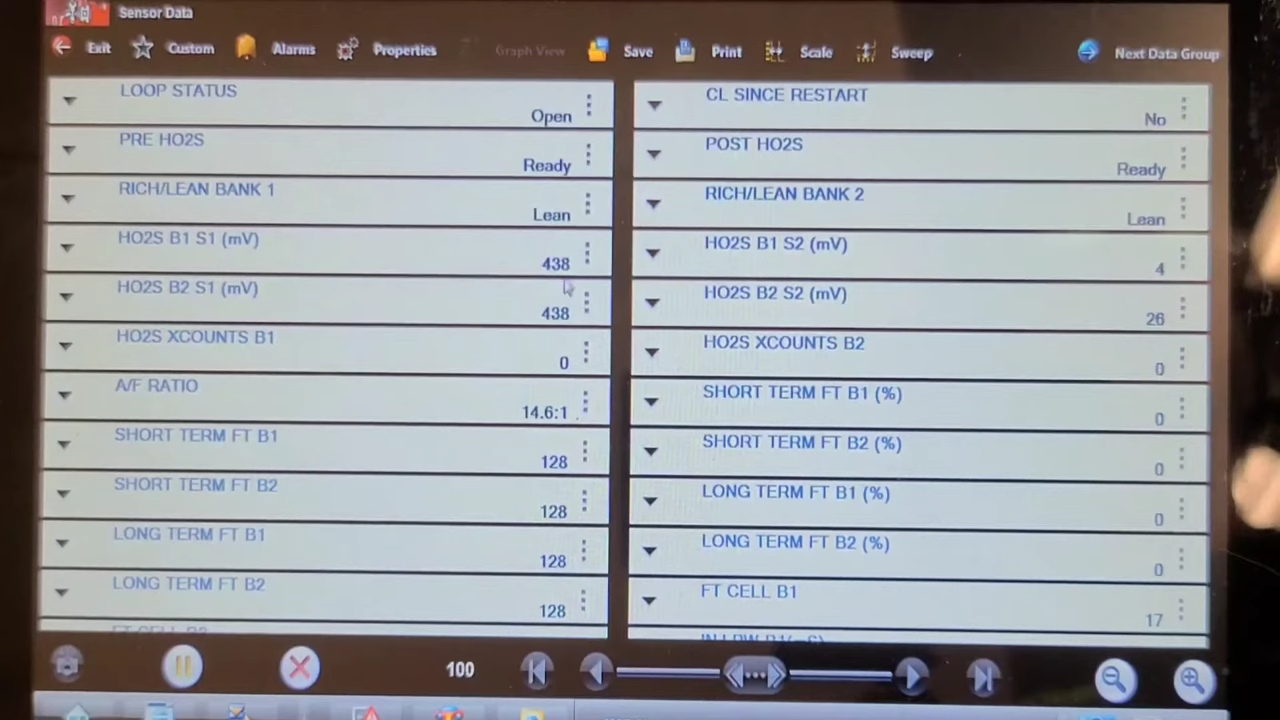 Sensor Data
Exit Custom Alarms Properties Graph View Save Print Scale Sweep Next Data Group
LOOP STATUS
Open
CL SINCE RESTART
No
PRE HO2S
Ready
POST HO2S
Ready
RICH/LEAN BANK 1
Lean
RICH/LEAN BANK 2
Lean
HO2S B1 S1 (mV)
438
HO2S B1 S2 (mV)
4
HO2S B2 S1 (mV)
438
HO2S B2 S2 (mV)
26
HO2S XCOUNTS B1
0
HO2S XCOUNTS B2
0
A/F RATIO
14.6:1
SHORT TERM FT B1 (%)
0
SHORT TERM FT B1
128
SHORT TERM FT B2 (%)
0
SHORT TERM FT B2
128
LONG TERM FT B1 (%)
0
LONG TERM FT B1
128
LONG TERM FT B2 (%)
0
LONG TERM FT B2
128
FT CELL B1
17
100